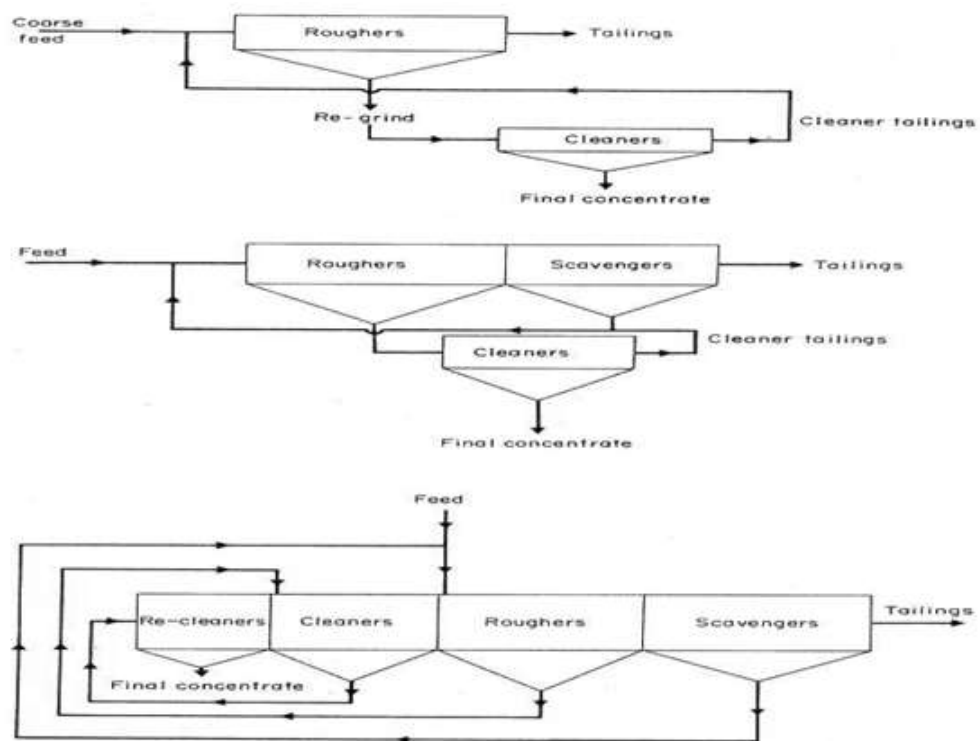 Coarse
feed
Roughers
Tailings
Re-grind
Cleaners
Cleaner tailings
Final concentrate
Feed
Roughers
Scavengers
Tailings
Cleaners
Cleaner tailings
Final concentrate
Feed
Re-cleaners
Cleaners
Roughers
Scavengers
Tailings
Final concentrate